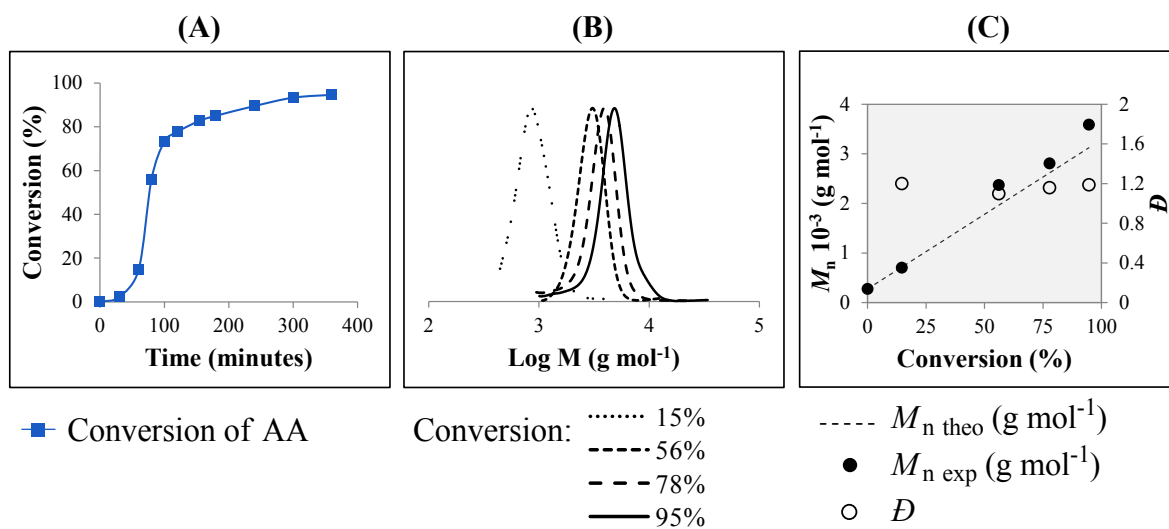 (A)
Conversion (%)
100
80
60
40
20
0
0 100 200 300 400
Time (minutes)
Conversion of AA
(B)
2 3 4 5
Log M (g mol-1)
Conversion:
15%
56%
78%
95%
(C)
Mn 10-3 (g mol-1)
4
3
2
1
0
2
1.6
1.2
0.8
0.4
0
Đ
0 25 50 75 100
Conversion (%)
Mn theo (g mol-1)
Mn exp (g mol-1)
Đ